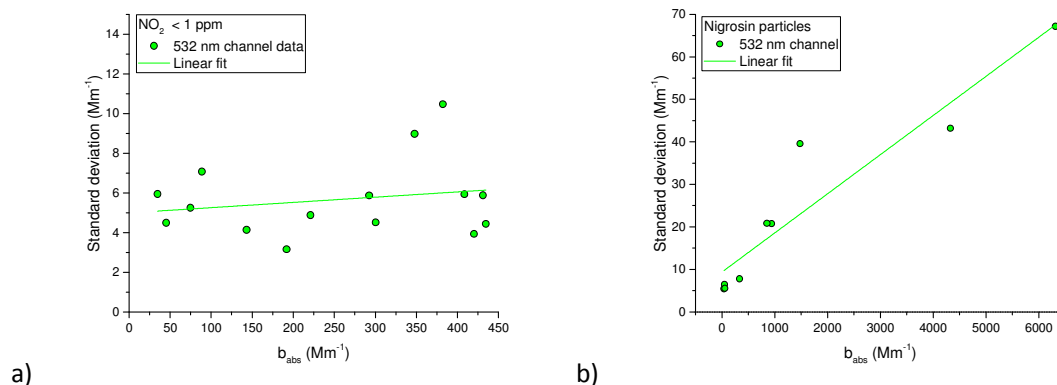 NO2 < 1 ppm
532 nm channel data
Linear fit
Standard deviation (Mm-1)
14
12
10
8
6
4
2
0
0 50 100 150 200 250 300 350 400 450
babs (Mm-1)
a)
Nigrosin particles
532 nm channel
Linear fit
Standard deviation (Mm-1)
70
60
50
40
30
20
10
0
0 1000 2000 3000 4000 5000 6000
babs (Mm-1)
b)